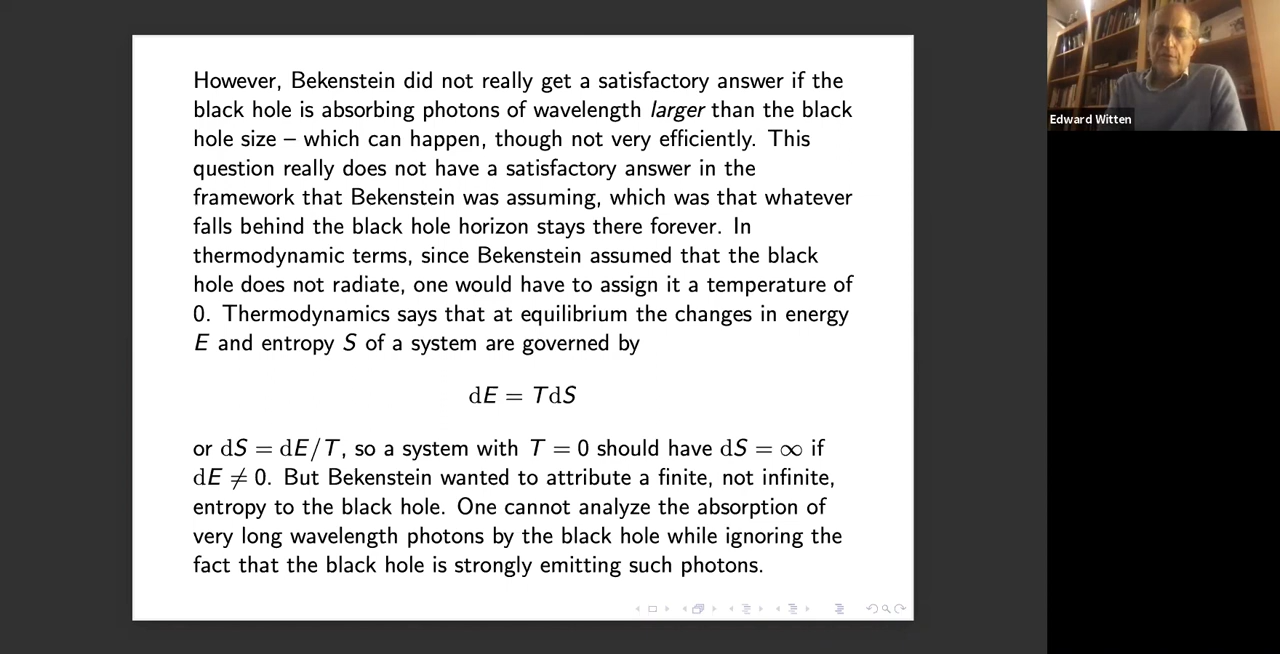 However, Bekenstein did not really get a satisfactory answer if the
black hole is absorbing photons of wavelength larger than the black
hole size – which can happen, though not very efficiently. This
question really does not have a satisfactory answer in the
framework that Bekenstein was assuming, which was that whatever
falls behind the black hole horizon stays there forever. In
thermodynamic terms, since Bekenstein assumed that the black
hole does not radiate, one would have to assign it a temperature of
0. Thermodynamics says that at equilibrium the changes in energy
E and entropy S of a system are governed by
dE = TdS
or dS = dE/T, so a system with T = 0 should have dS = ∞ if
dE ≠ 0. But Bekenstein wanted to attribute a finite, not infinite,
entropy to the black hole. One cannot analyze the absorption of
very long wavelength photons by the black hole while ignoring the
fact that the black hole is strongly emitting such photons.
Edward Witten